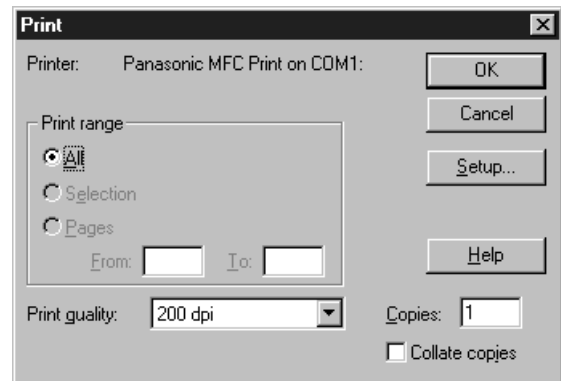 Print
Printer: Panasonic MFC Print on COM1:
OK
Cancel
Print range
All
Setup...
Selection
Pages
From: To:
Help
Print quality: 200 dpi
Copies: 1
Collate copies